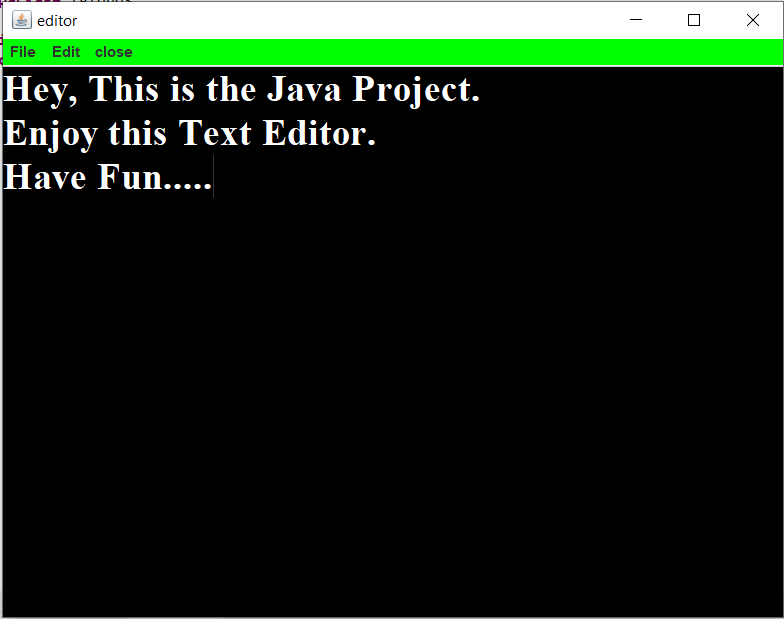 editor
File Edit close
Hey, This is the Java Project.
Enjoy this Text Editor.
Have Fun.....